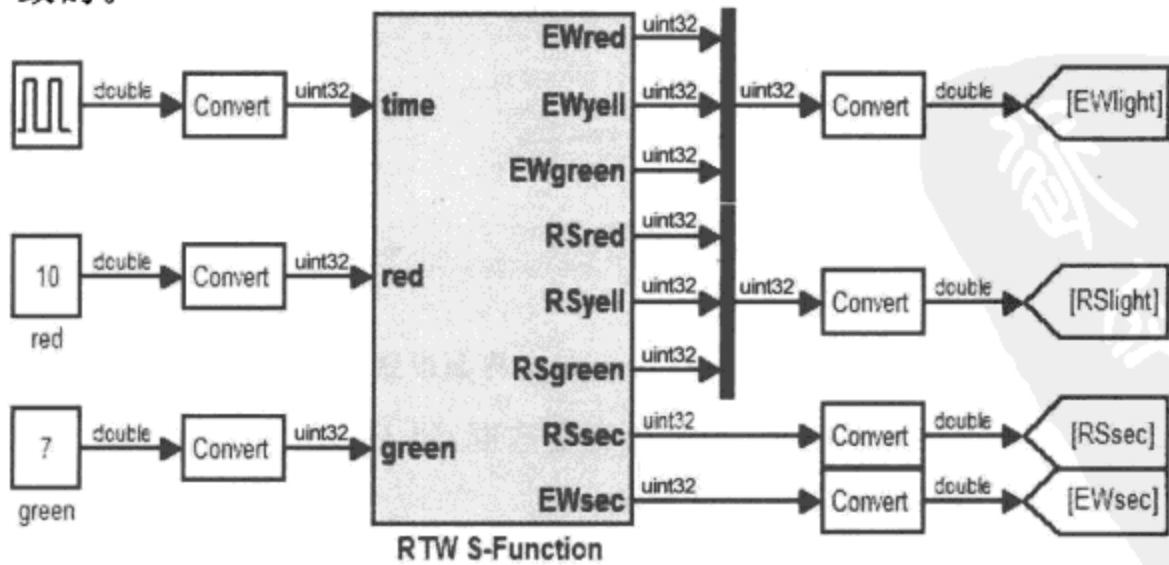 EWred
uint32
double
Convert
uint32
time
EWyell
uint32
uint32
Convert
double
[EWlight]
EWgreen
uint32
RSred
uint32
10
double
Convert
uint32
red
RSyell
uint32
uint32
Convert
double
[RSlight]
red
RSgreen
uint32
7
double
Convert
uint32
green
RSsec
uint32
Convert
double
[RSsec]
green
EWsec
uint32
Convert
double
[EWsec]
RTW S-Function